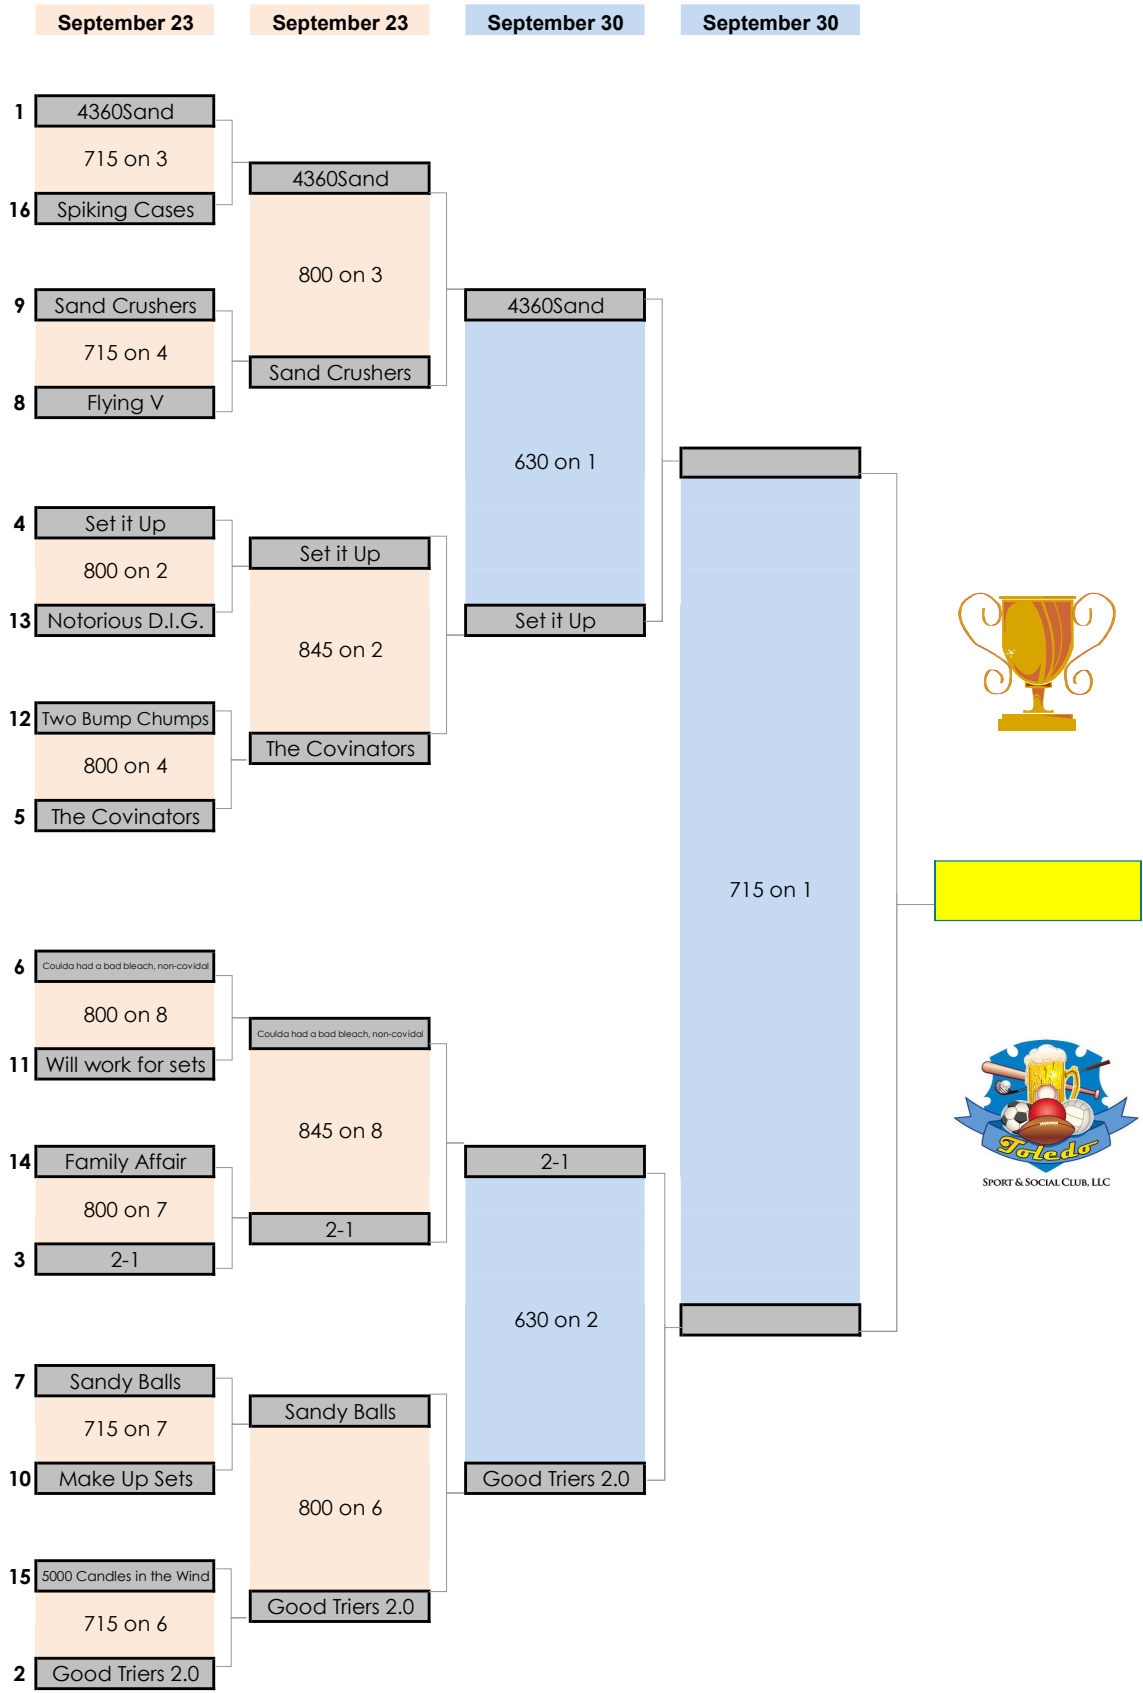 September 23
September 23
September 30
September 30
1
4360Sand
715 on 3
16
Spiking Cases
4360Sand
800 on 3
9
Sand Crushers
715 on 4
8
Flying V
Sand Crushers
4360Sand
630 on 1
4
Set it Up
800 on 2
13
Notorious D.I.G.
Set it Up
845 on 2
Set it Up
12
Two Bump Chumps
800 on 4
5
The Covinators
The Covinators
715 on 1
6
Coulda had a bad bleach, non-covidal
800 on 8
11
Will work for sets
Coulda had a bad bleach, non-covidal
845 on 8
14
Family Affair
800 on 7
3
2-1
2-1
2-1
630 on 2
7
Sandy Balls
715 on 7
10
Make Up Sets
Sandy Balls
800 on 6
Good Triers 2.0
15
5000 Candles in the Wind
715 on 6
2
Good Triers 2.0
Good Triers 2.0
Toledo
SPORT & SOCIAL CLUB, LLC